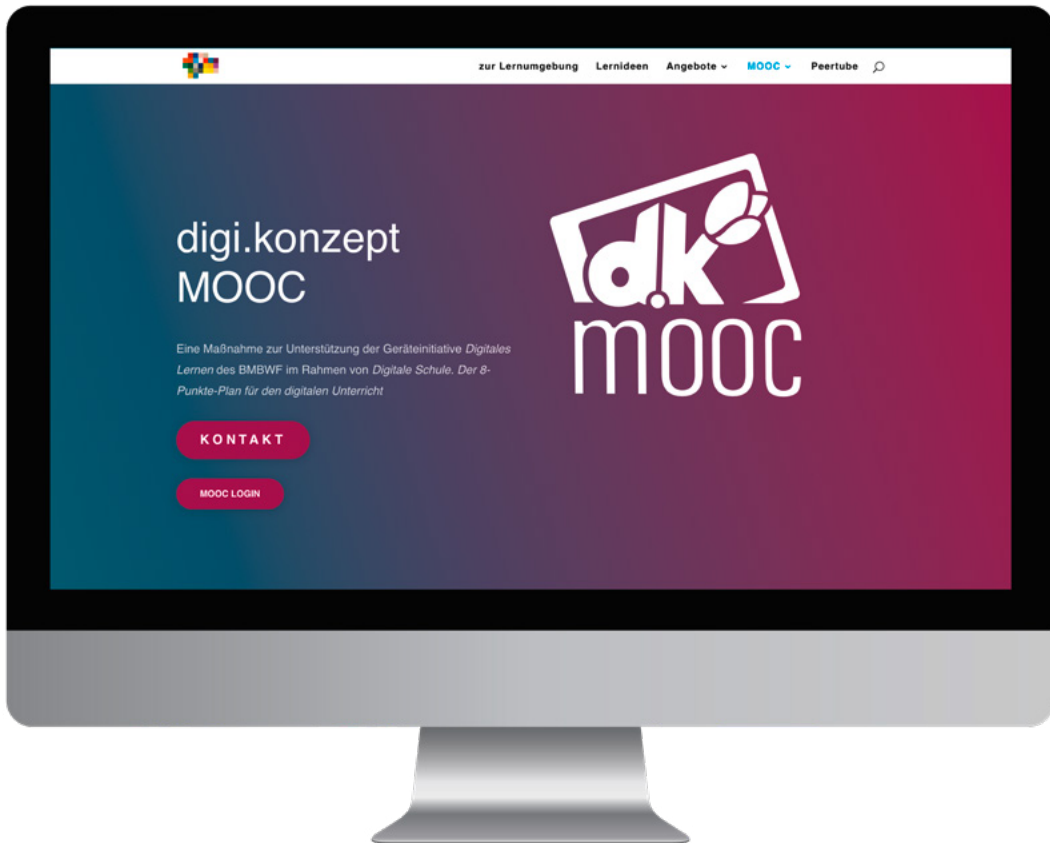 zur Lernumgebung Lernideen Angebote MOOC Peertube
digi.konzept
MOOC
Eine Maßnahme zur Unterstützung der Geräteinitiative Digitales
Lernen des BMBWF im Rahmen von Digitale Schule. Der 8-
Punkte-Plan für den digitalen Unterricht
KONTAKT
MOOC LOGIN
d.k
mooc